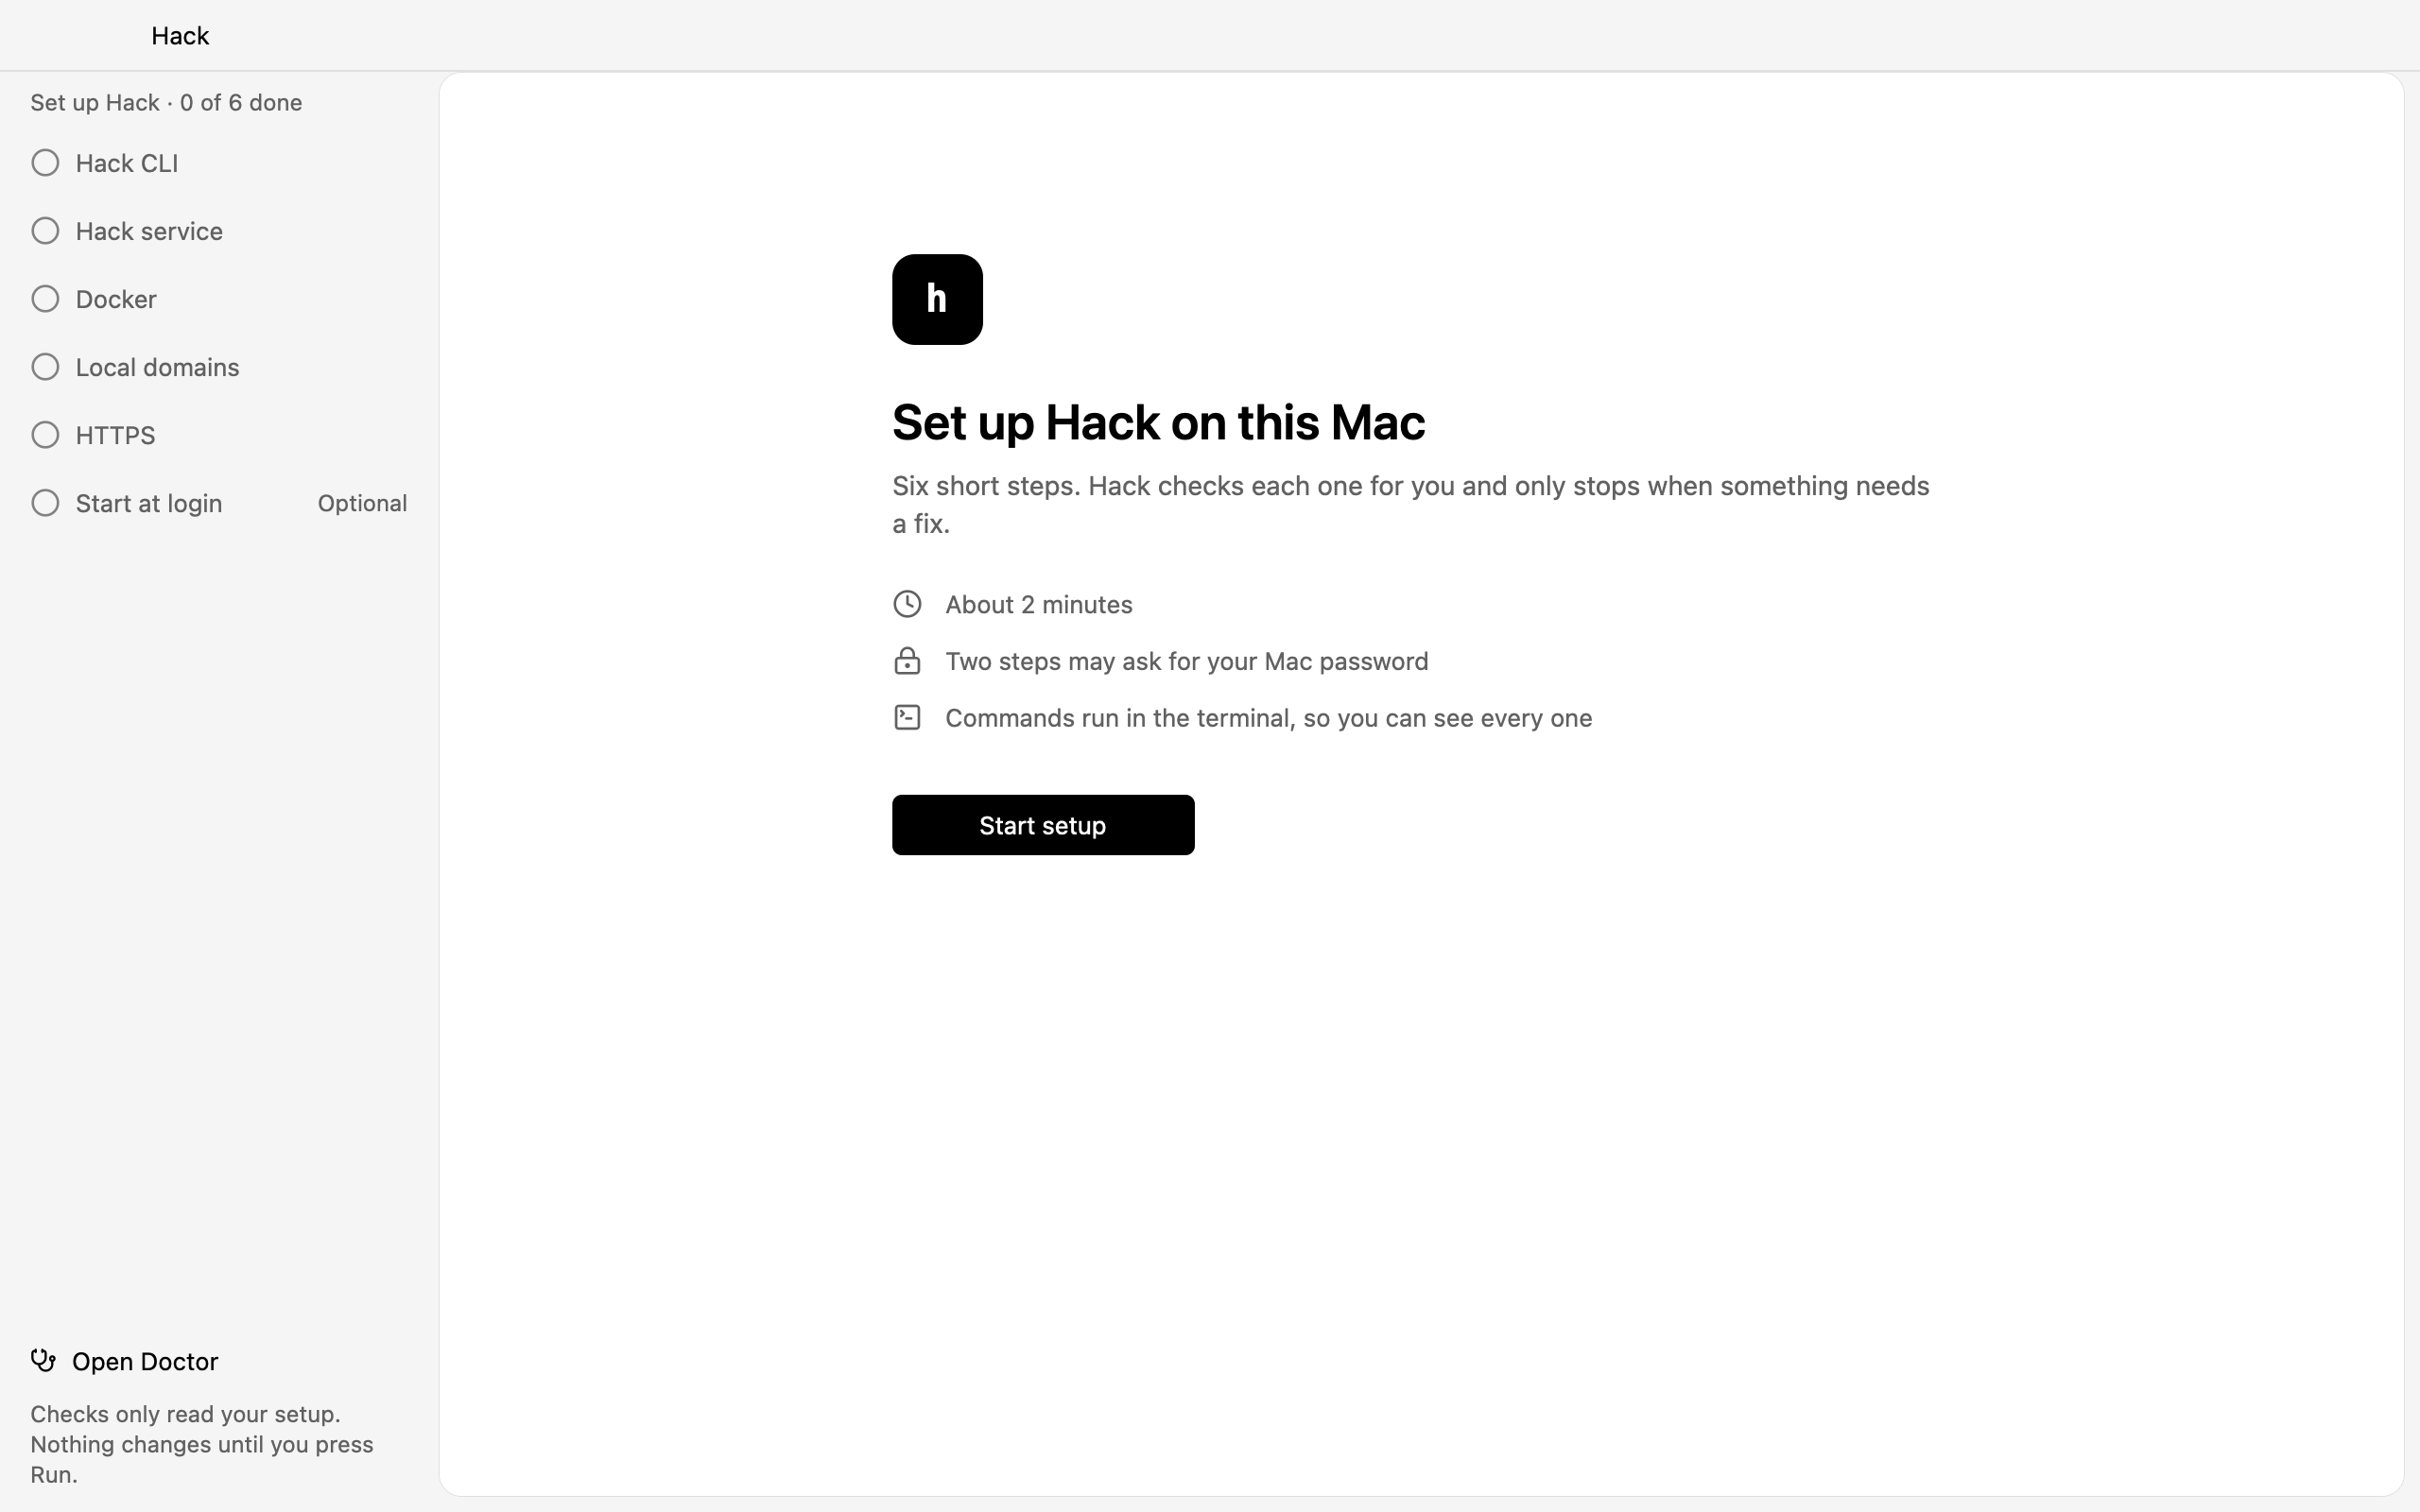 Hack
Set up Hack · 0 of 6 done
Hack CLI
Hack service
Docker
Local domains
HTTPS
Start at login Optional
Open Doctor
Checks only read your setup.
Nothing changes until you press
Run.
h
Set up Hack on this Mac
Six short steps. Hack checks each one for you and only stops when something needs
a fix.
About 2 minutes
Two steps may ask for your Mac password
Commands run in the terminal, so you can see every one
Start setup